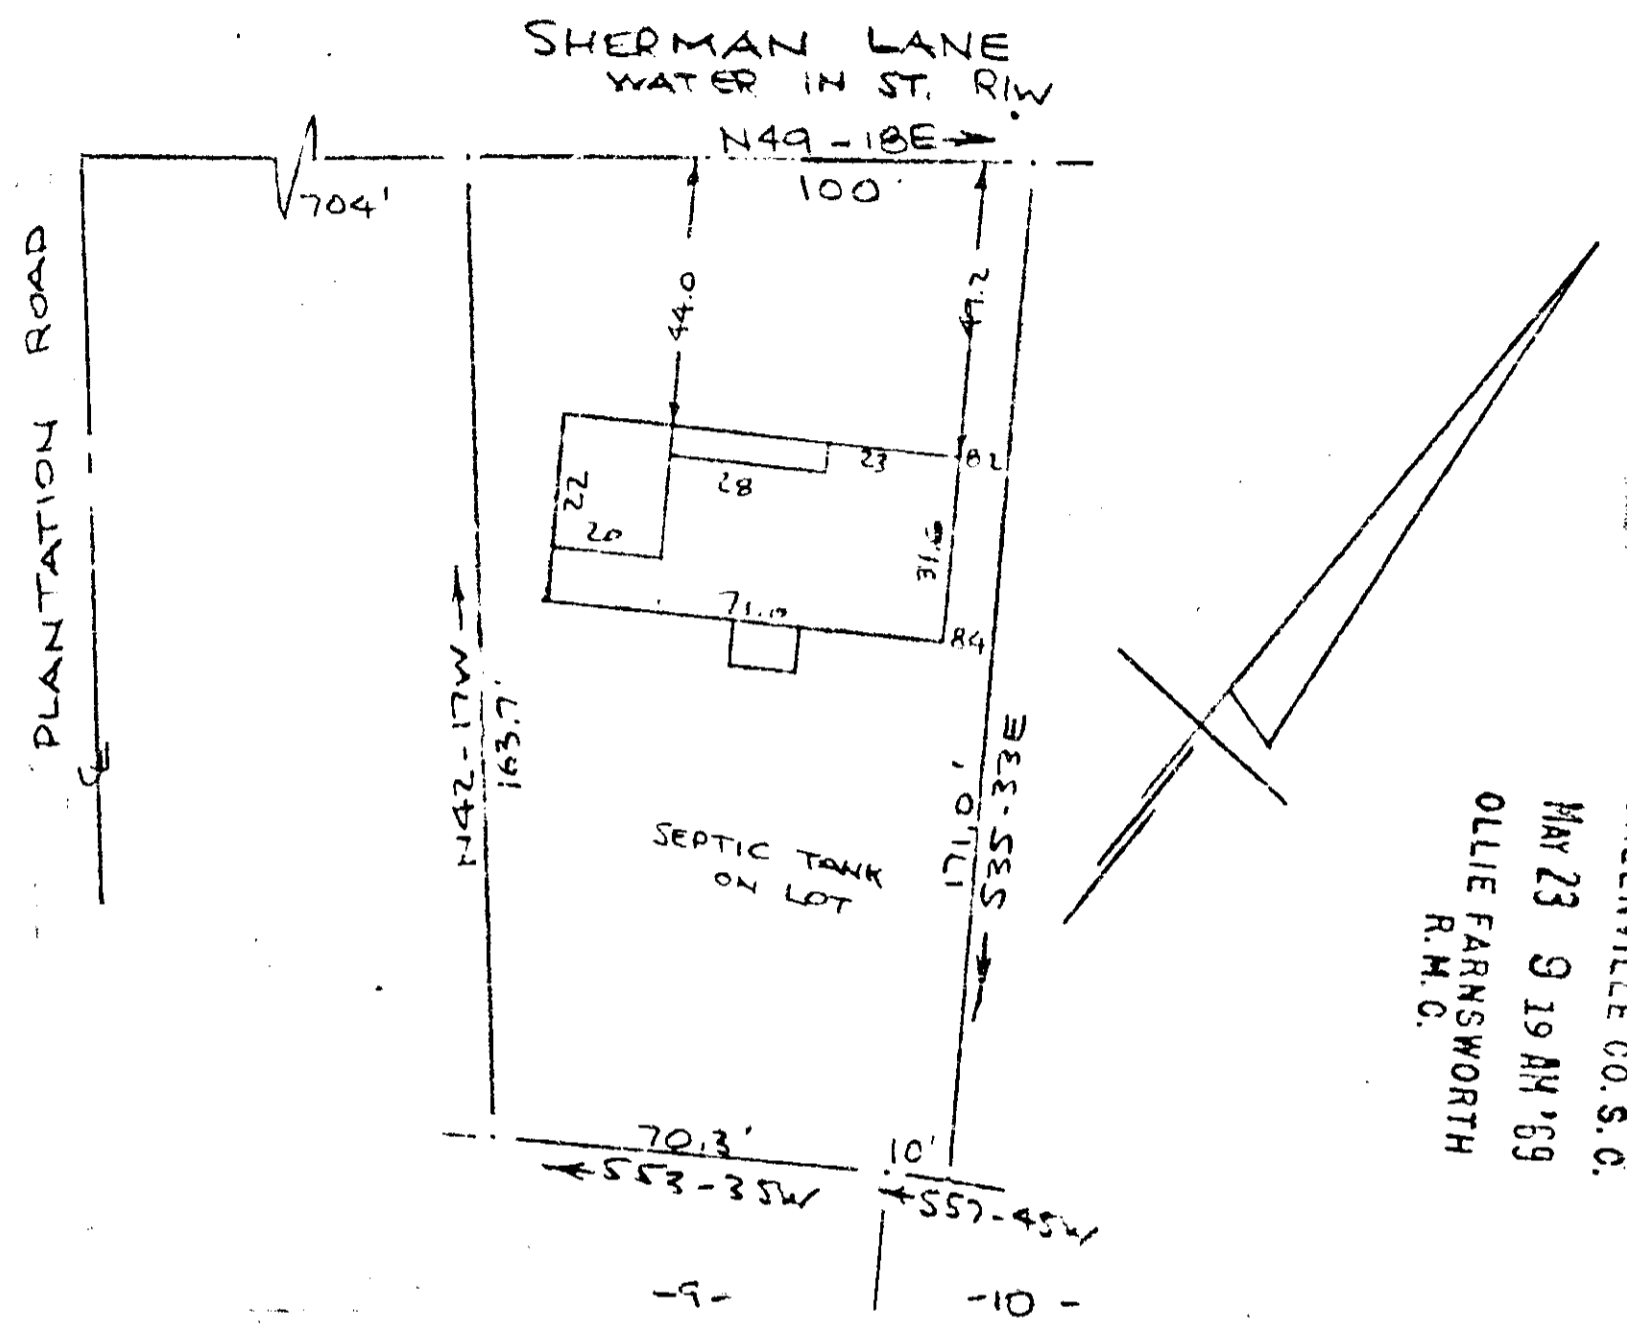 SHERMAN LANE
WATER IN ST. R/W
N49-18E
100'
704'
PLANTATION ROAD
44.0
47.2
82
23
28
22
20
31.6
71.0
84
N42-17W
163.7'
171.0'
S35-33E
SEPTIC TANK
ON LOT
70.3'
S53-35W
10'
S57-45W
-9-
-10-
CO. S. C.
MAY 23 9 19 AM '69
OLLIE FARNSWORTH
R.M.C.